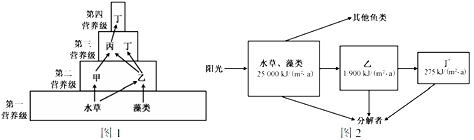 第四
营养级
丁
第三
营养级
丙 丁
第二
营养级
甲 乙
第一
营养级
水草 藻类
图1
其他鱼类
阳光
水草、藻类
25 000 kJ/(m²·a)
乙
1 900 kJ/(m²·a)
丁
275 kJ/(m²·a)
分解者
图2